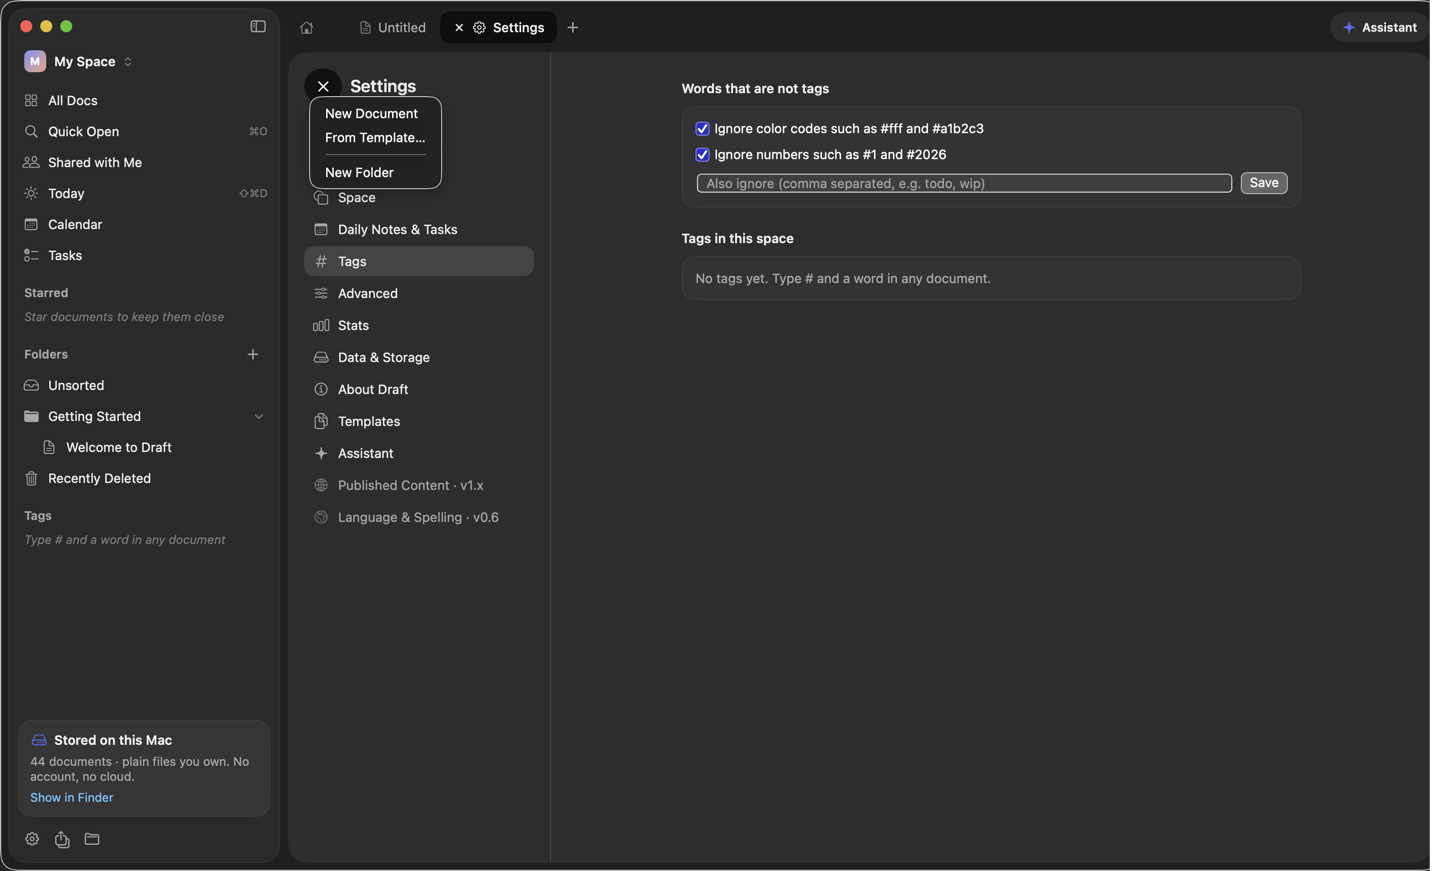 Untitled
Settings
Assistant
M
My Space
All Docs
Quick Open ⌘O
Shared with Me
Today ⇧⌘D
Calendar
Tasks
Starred
Star documents to keep them close
Folders
Unsorted
Getting Started
Welcome to Draft
Recently Deleted
Tags
Type # and a word in any document
Stored on this Mac
44 documents · plain files you own. No
account, no cloud.
Show in Finder
Settings
New Document
From Template...
New Folder
Space
Daily Notes & Tasks
Tags
Advanced
Stats
Data & Storage
About Draft
Templates
Assistant
Published Content · v1.x
Language & Spelling · v0.6
Words that are not tags
Ignore color codes such as #fff and #a1b2c3
Ignore numbers such as #1 and #2026
Also ignore (comma separated, e.g. todo, wip)
Save
Tags in this space
No tags yet. Type # and a word in any document.